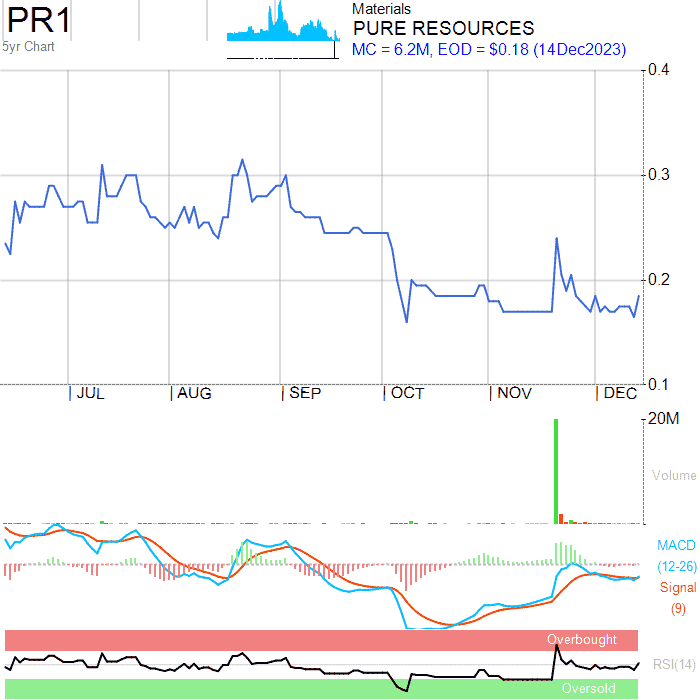 PR1
5yr Chart
Materials
PURE RESOURCES
MC = 6.2M, EOD = $0.18 (14Dec2023)
0.4
0.3
0.2
0.1
JUL AUG SEP OCT NOV DEC
20M
Volume
MACD
(12-26)
Signal
(9)
Overbought
RSI(14)
Oversold